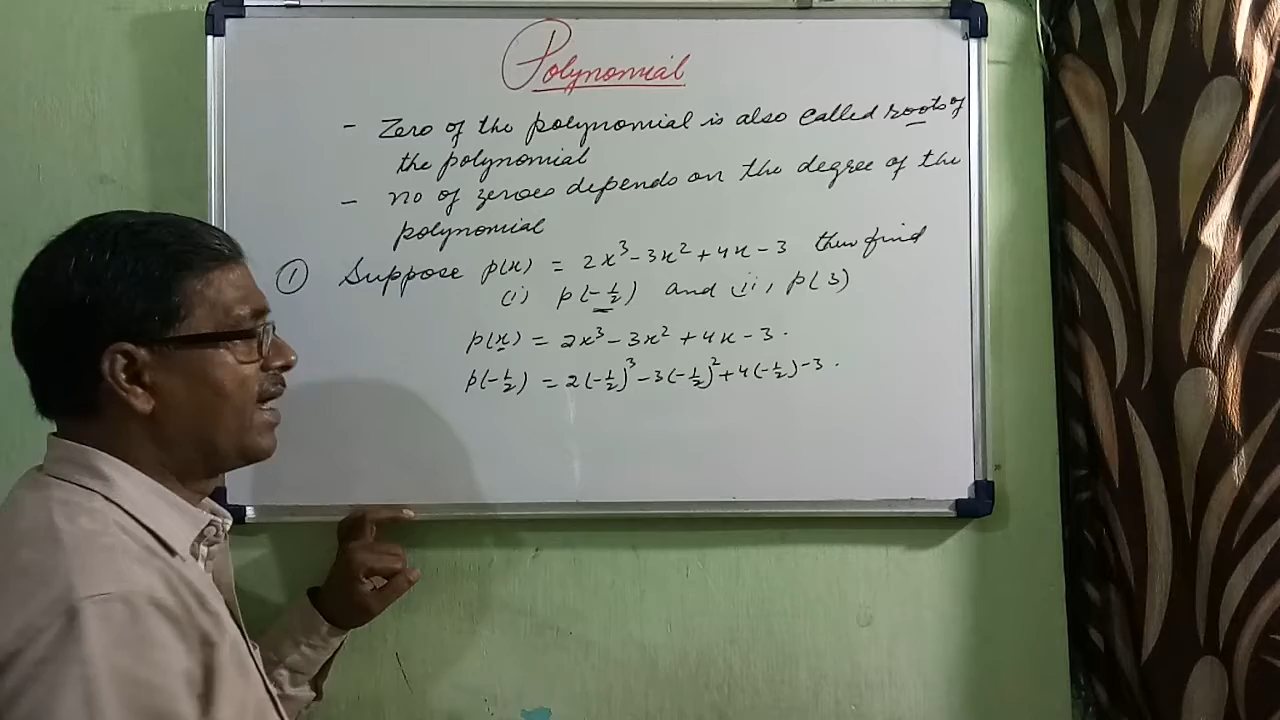 Polynomial
- Zero of the polynomial is also called roots of
the polynomial
- no of zeroes depends on the degree of the
polynomial
① Suppose p(x) = 2x³ - 3x² + 4x - 3 then find
(i) p(-½) and (ii) p(3)
p(x) = 2x³ - 3x² + 4x - 3.
p(-½) = 2(-½)³ - 3(-½)² + 4(-½) - 3.